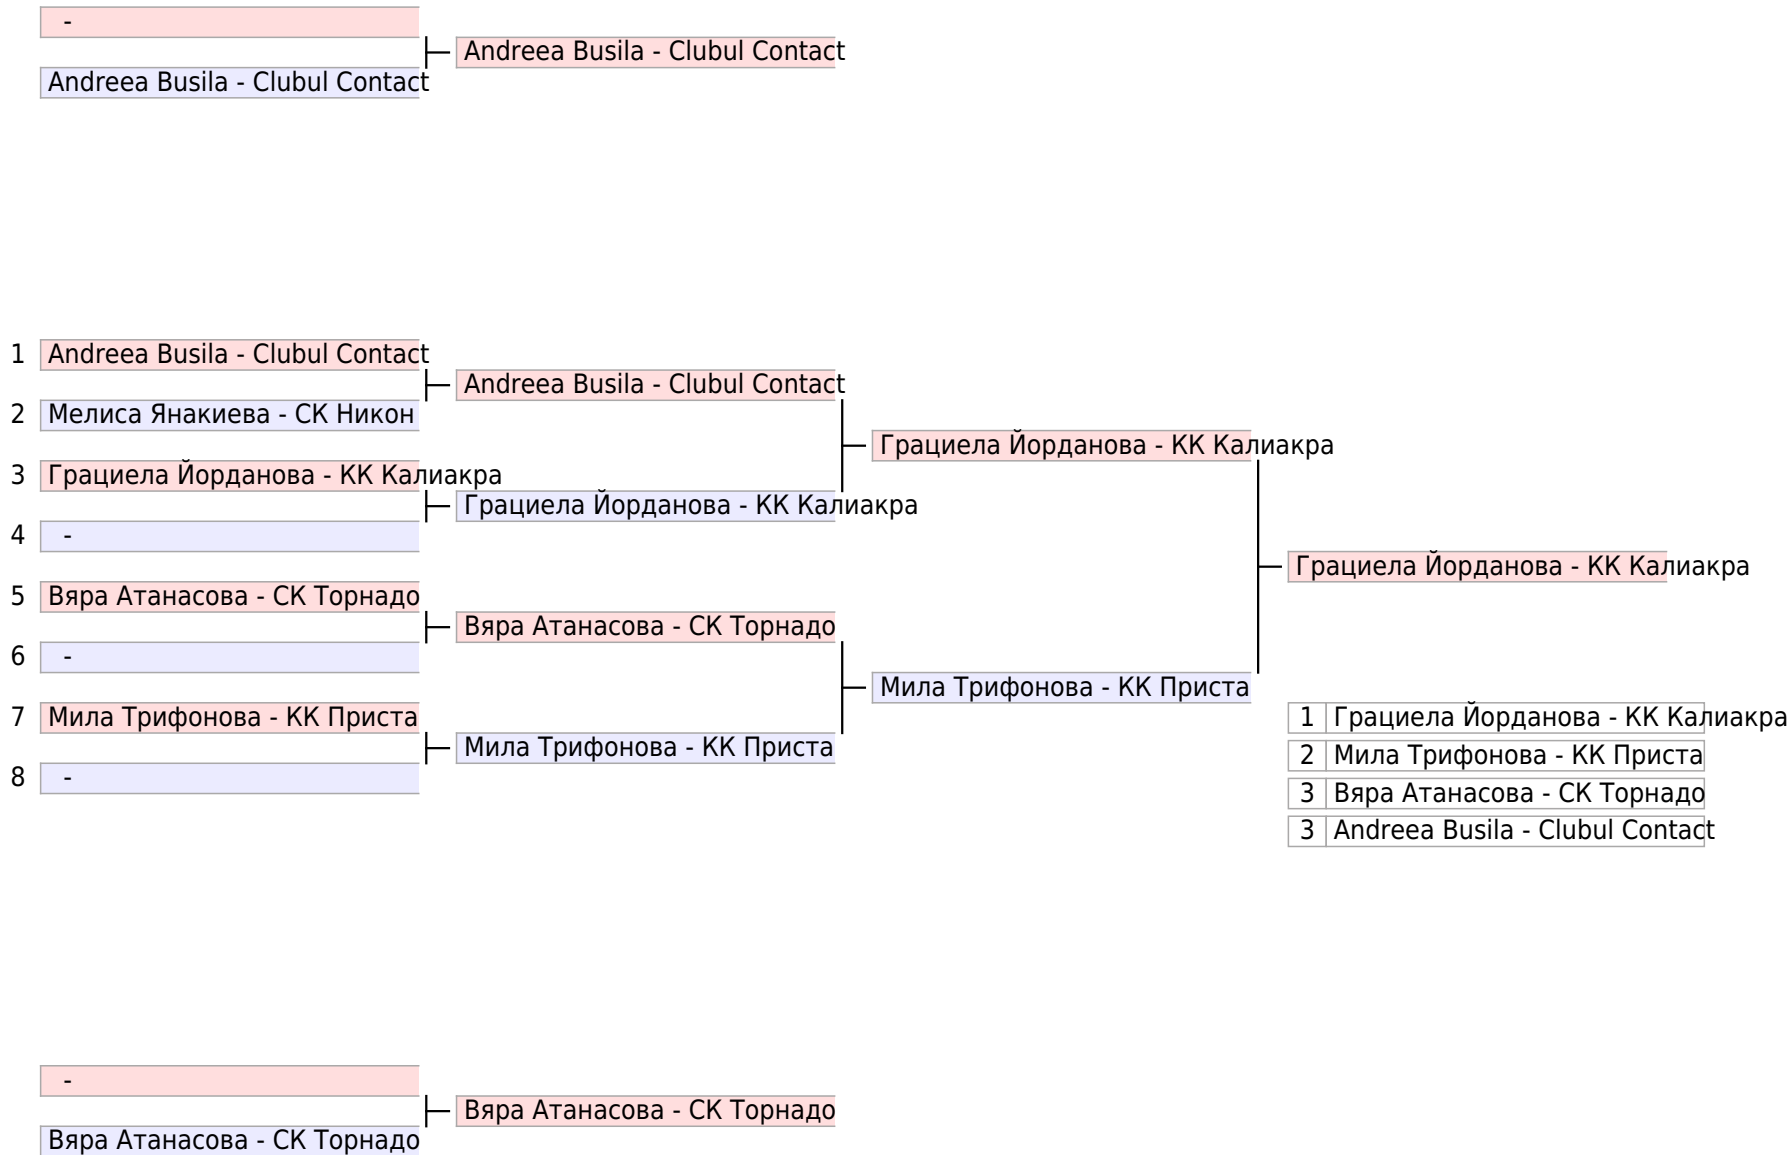 -
Andreea Busila - Clubul Contact
Andreea Busila - Clubul Contact
1 Andreea Busila - Clubul Contact
Andreea Busila - Clubul Contact
2 Мелиса Янакиева - СК Никон
Грациела Йорданова - КК Калиакра
3 Грациела Йорданова - КК Калиакра
Грациела Йорданова - КК Калиакра
4 -
Грациела Йорданова - КК Калиакра
5 Вяра Атанасова - СК Торнадо
Вяра Атанасова - СК Торнадо
6 -
Мила Трифонова - КК Приста
7 Мила Трифонова - КК Приста
1 Грациела Йорданова - КК Калиакра
Мила Трифонова - КК Приста
2 Мила Трифонова - КК Приста
8 -
3 Вяра Атанасова - СК Торнадо
3 Andreea Busila - Clubul Contact
-
Вяра Атанасова - СК Торнадо
Вяра Атанасова - СК Торнадо